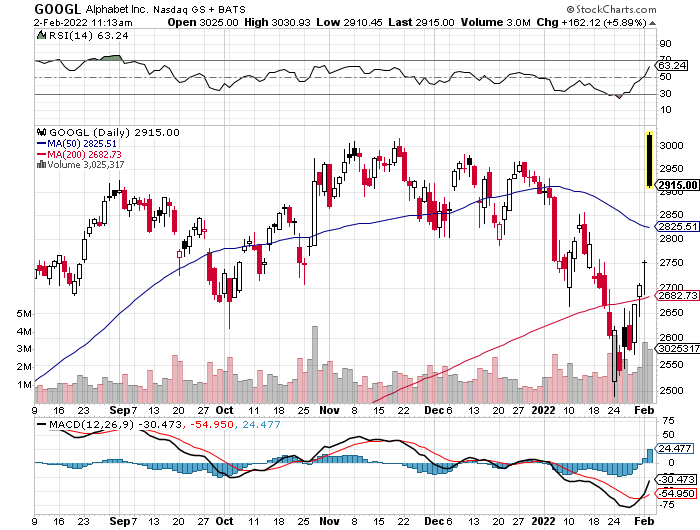 GOOGL Alphabet Inc. Nasdaq GS + BATS © StockCharts.com
2-Feb-2022 11:13am Open 3025.00 High 3030.93 Low 2910.45 Last 2915.00 Volume 3.0M Chg +162.12 (+5.89%)
RSI(14) 63.24
90
70
63.24
50
30
10
GOOGL (Daily) 2915.00
MA(50) 2825.51
MA(200) 2682.73
Volume 3,025,317
3000
2950
2915.00
2900
2850
2825.51
2800
2750
2700
2682.73
2650
2600
3025317
2550
2500
5M
4M
3M
2M
1M
9 16 23 Sep 7 13 20 27 Oct 11 18 25 Nov 8 15 22 Dec 6 13 20 27 2022 10 18 24 Feb
MACD(12,26,9) -30.473, -54.950, 24.477
75
50
24.477
0
-30.473
-54.950
-75
9 16 23 Sep 7 13 20 27 Oct 11 18 25 Nov 8 15 22 Dec 6 13 20 27 2022 10 18 24 Feb